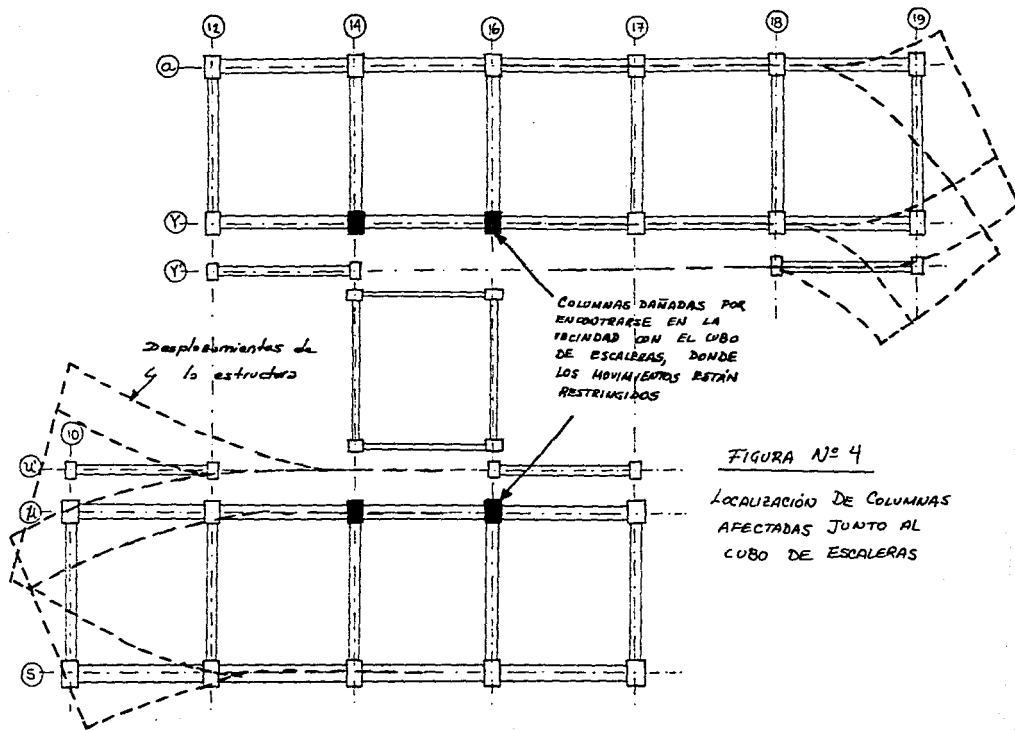 12 14 16 17 18 19
a
Y
Y'
COLUMNAS DAÑADAS POR
ENCONTRARSE EN LA
VECINDAD CON EL CUBO
DE ESCALERAS, DONDE
LOS MOVIMIENTOS ESTÁN
RESTRINGIDOS
Desplazamientos de
la estructura
10
U'
U
S
FIGURA Nº 4
LOCALIZACIÓN DE COLUMNAS
AFECTADAS JUNTO AL
CUBO DE ESCALERAS